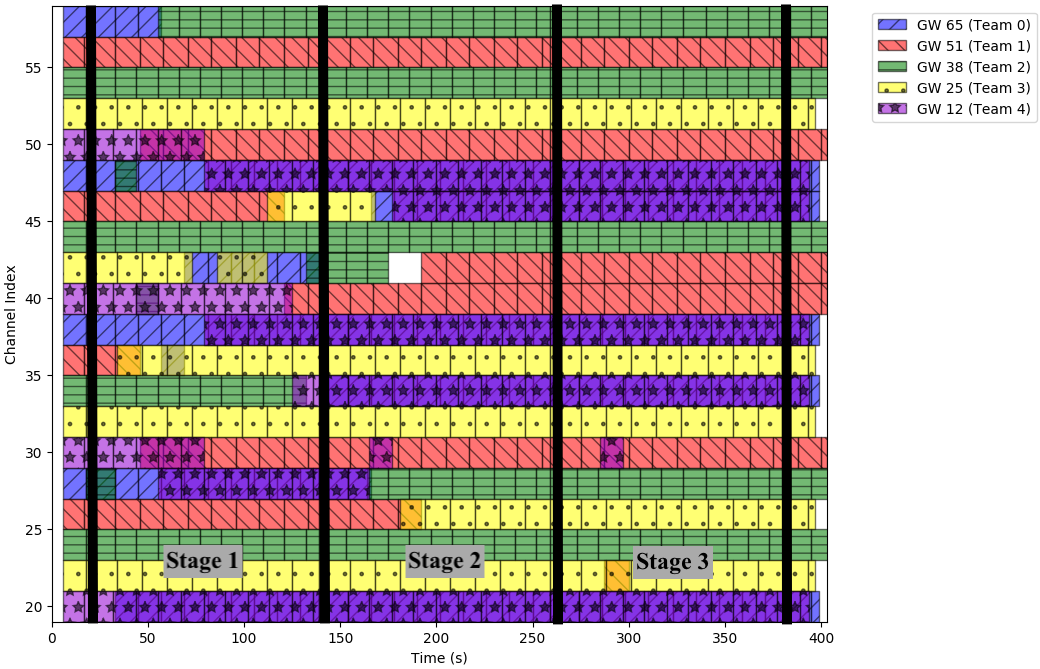 GW 65 (Team 0)
GW 51 (Team 1)
GW 38 (Team 2)
GW 25 (Team 3)
GW 12 (Team 4)
Channel Index
55
50
45
40
35
30
25
20
Stage 1
Stage 2
Stage 3
0
50
100
150
200
250
300
350
400
Time (s)